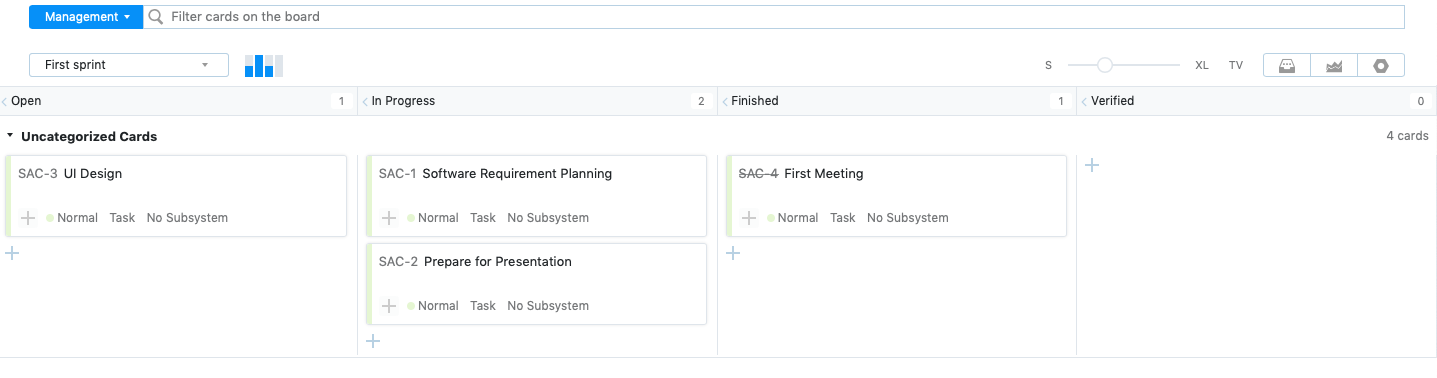 Management Filter cards on the board
First sprint S XL TV
Open 1 In Progress 2 Finished 1 Verified 0
Uncategorized Cards 4 cards
SAC-3 UI Design
Normal Task No Subsystem
SAC-1 Software Requirement Planning
Normal Task No Subsystem
SAC-2 Prepare for Presentation
Normal Task No Subsystem
SAC-4 First Meeting
Normal Task No Subsystem